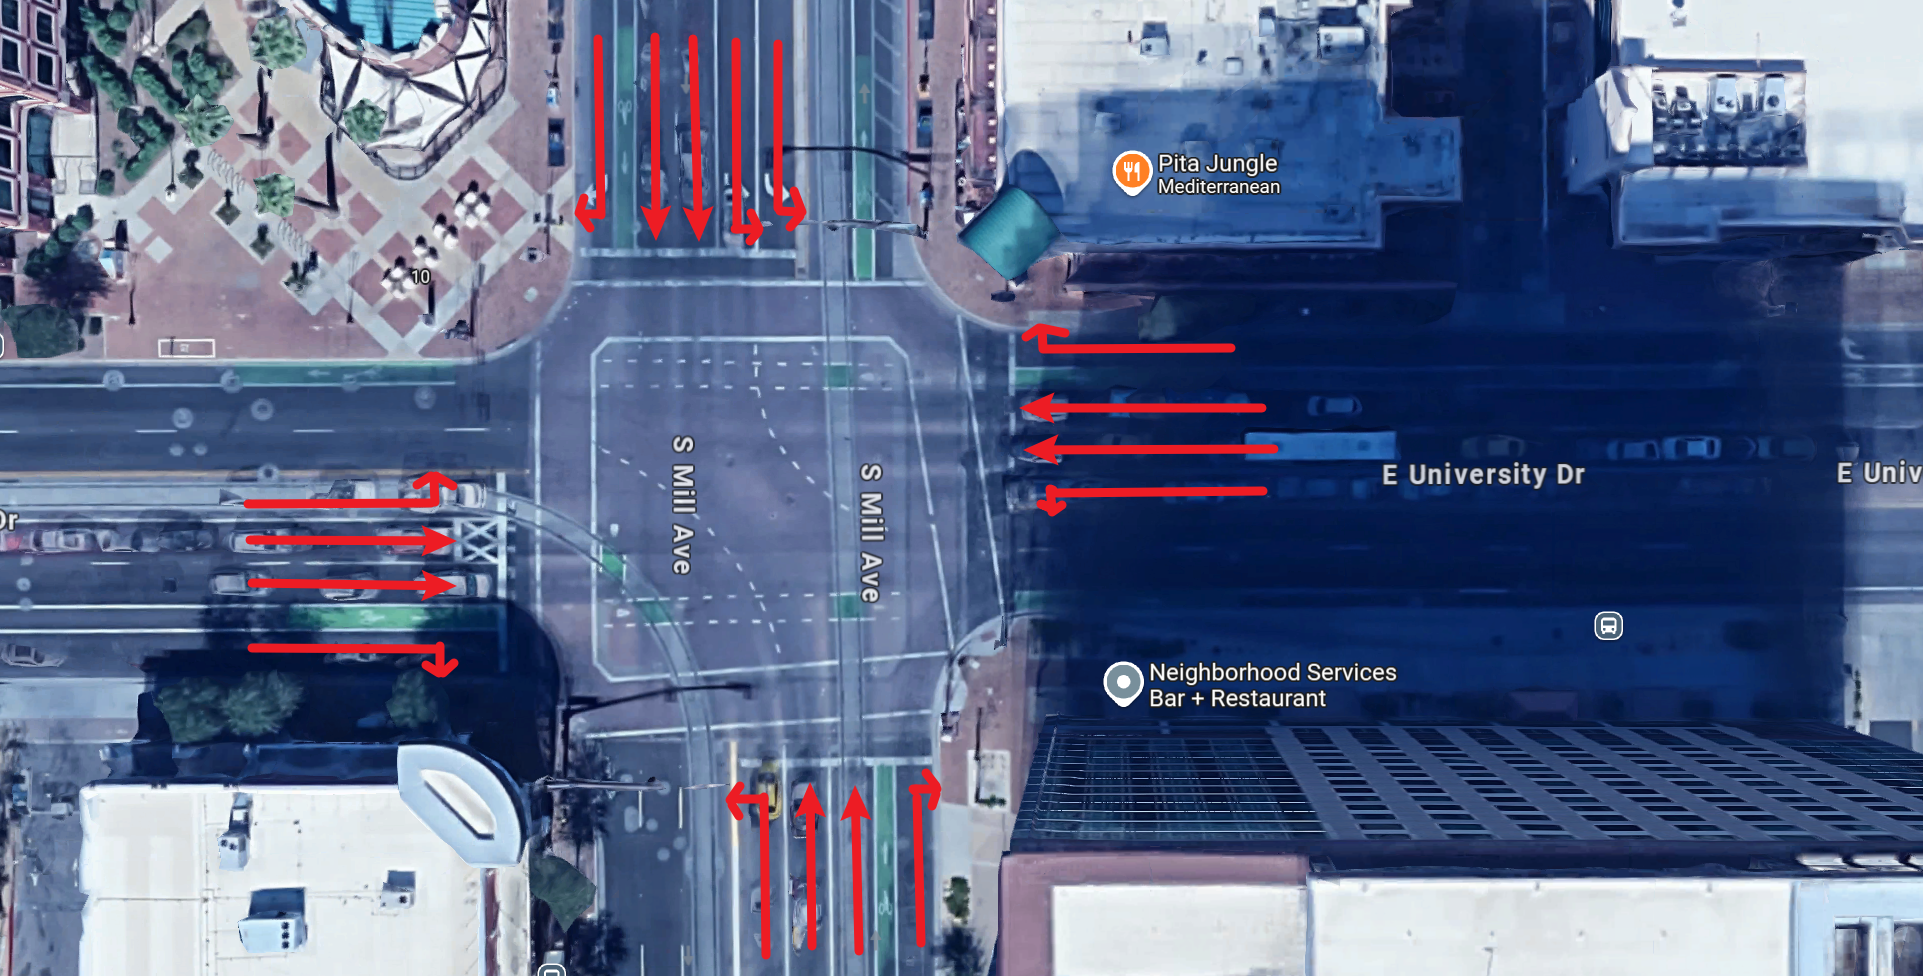 Pita Jungle
Mediterranean
10
S Mill Ave
S Mill Ave
E University Dr
E Univ
Dr
Neighborhood Services
Bar + Restaurant